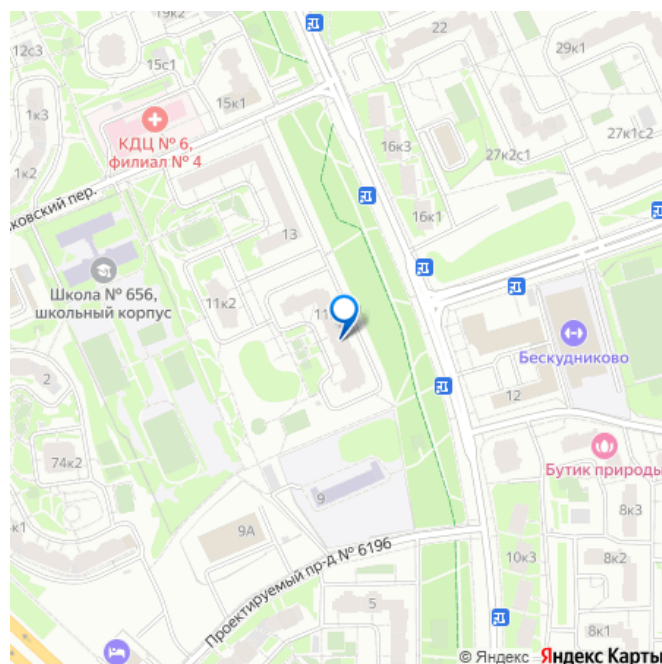 19к2
22
12с3
29к1
15с1
1к3
15к1
27к1с2
КДЦ № 6,
филиал № 4
16к3
27к2с1
1к2
ковский пер.
16к1
13
Школа № 656,
школьный корпус
11к2
11
Бескудниково
2
12
74к2
Бутик природы
9
8к3
9А
к1
Проектируемый пр-д № 6196
10к3
8к2
5
8к1
© Яндекс Яндекс Карты